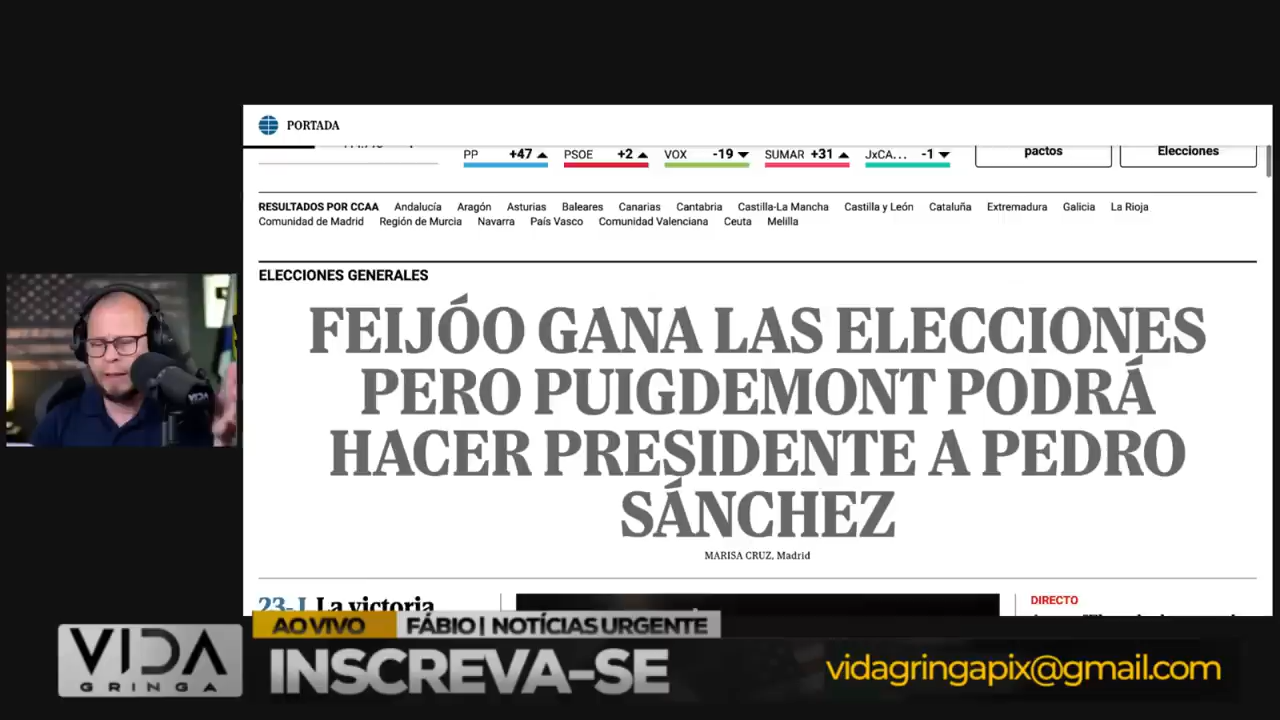 PORTADA
PP +47 PSOE +2 VOX -19 SUMAR +31 JxCA... -1
pactos
Elecciones
RESULTADOS POR CCAA Andalucía Aragón Asturias Baleares Canarias Cantabria Castilla-La Mancha Castilla y León Cataluña Extremadura Galicia La Rioja
Comunidad de Madrid Región de Murcia Navarra País Vasco Comunidad Valenciana Ceuta Melilla
ELECCIONES GENERALES
FEIJÓO GANA LAS ELECCIONES
PERO PUIGDEMONT PODRÁ
HACER PRESIDENTE A PEDRO
SÁNCHEZ
MARISA CRUZ, Madrid
23-J La victoria
DIRECTO
AO VIVO FÁBIO | NOTÍCIAS URGENTE
VIDA
GRINGA
INSCREVA-SE
vidagringapix@gmail.com